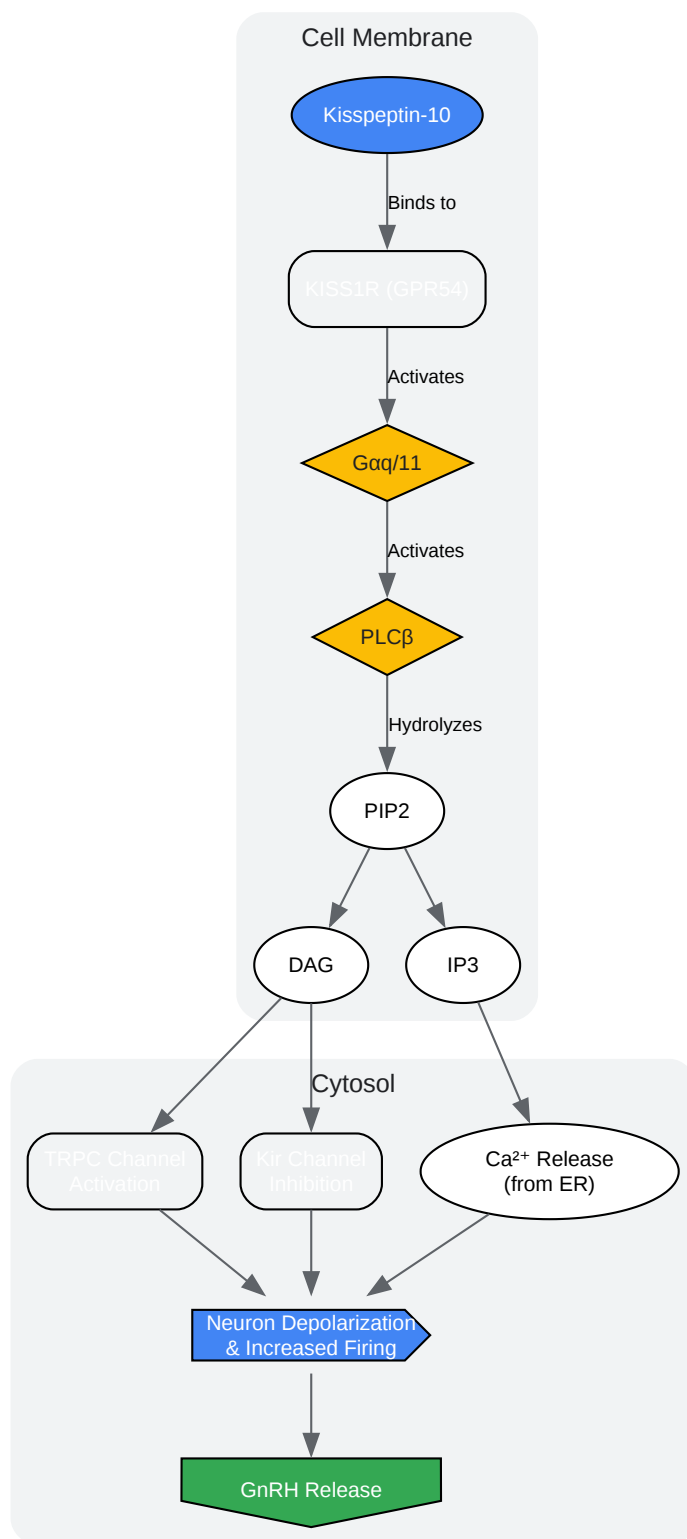 Cell Membrane
Kisspeptin-10
Binds to
KISS1R (GPR54)
Activates
Gαq/11
Activates
PLCβ
Hydrolyzes
PIP2
DAG
IP3
Cytosol
TRPC Channel
Activation
Kir Channel
Inhibition
Ca²⁺ Release
(from ER)
Neuron Depolarization
& Increased Firing
GnRH Release